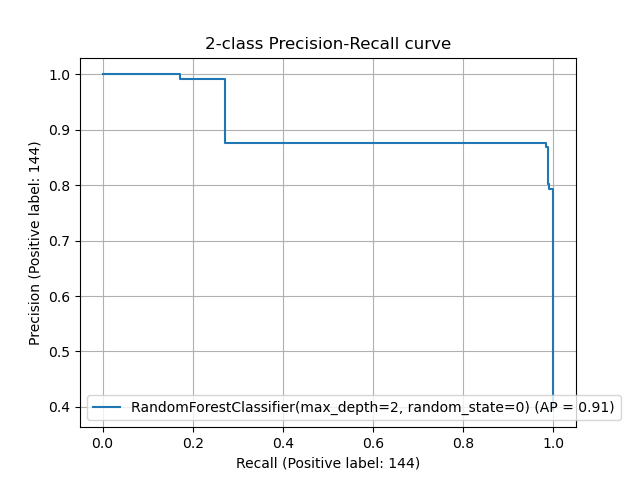 2-class Precision-Recall curve
Precision (Positive label: 144)
1.0
0.9
0.8
0.7
0.6
0.5
0.4
RandomForestClassifier(max_depth=2, random_state=0) (AP = 0.91)
0.0 0.2 0.4 0.6 0.8 1.0
Recall (Positive label: 144)